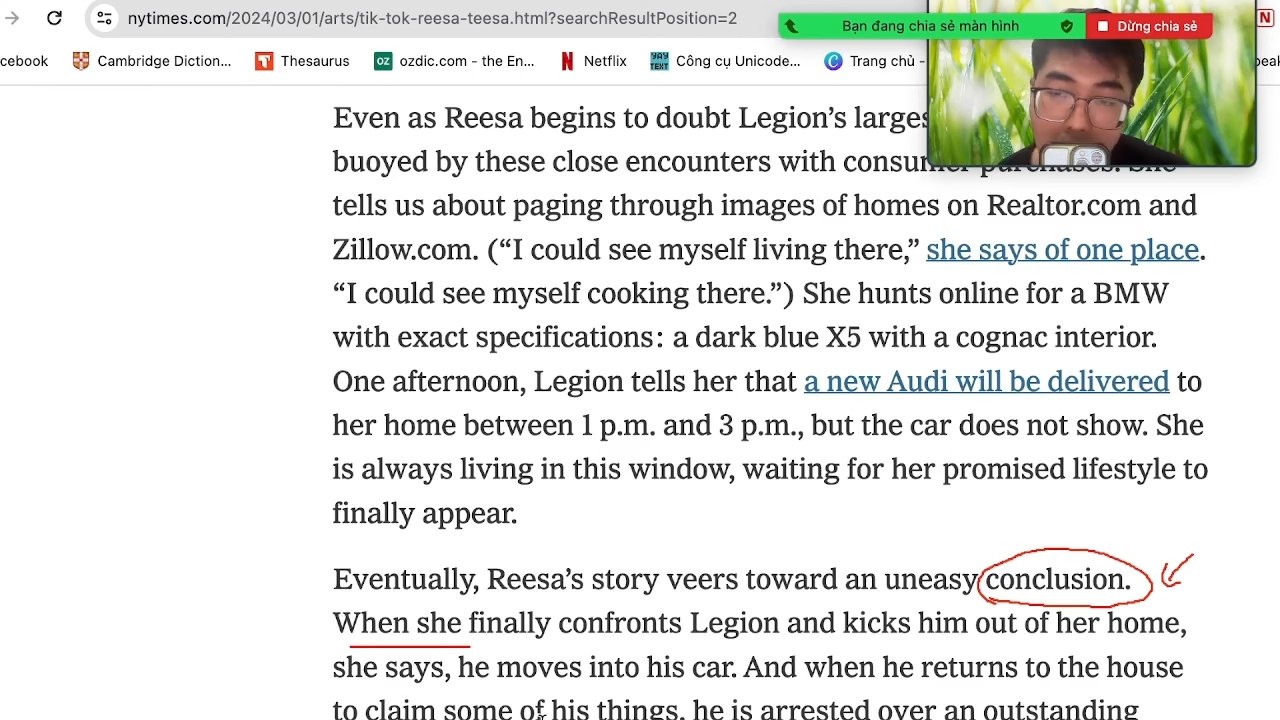 nytimes.com/2024/03/01/arts/tik-tok-reesa-teesa.html?searchResultPosition=2
Bạn đang chia sẻ màn hình
Dừng chia sẻ
N
cebook
Cambridge Diction...
T
Thesaurus
OZ
ozdic.com - the En...
N
Netflix
YAY
TEXT
Công cụ Unicode...
C
Trang chủ -
Even as Reesa begins to doubt Legion’s
buoyed by these close encounters with consumer purchases. She
tells us about paging through images of homes on Realtor.com and
Zillow.com. (“I could see myself living there,” she says of one place.
“I could see myself cooking there.”) She hunts online for a BMW
with exact specifications: a dark blue X5 with a cognac interior.
One afternoon, Legion tells her that a new Audi will be delivered to
her home between 1 p.m. and 3 p.m., but the car does not show. She
is always living in this window, waiting for her promised lifestyle to
finally appear.
Eventually, Reesa’s story veers toward an uneasy conclusion.
When she finally confronts Legion and kicks him out of her home,
she says, he moves into his car. And when he returns to the house
to claim some of his things, he is arrested over an outstanding